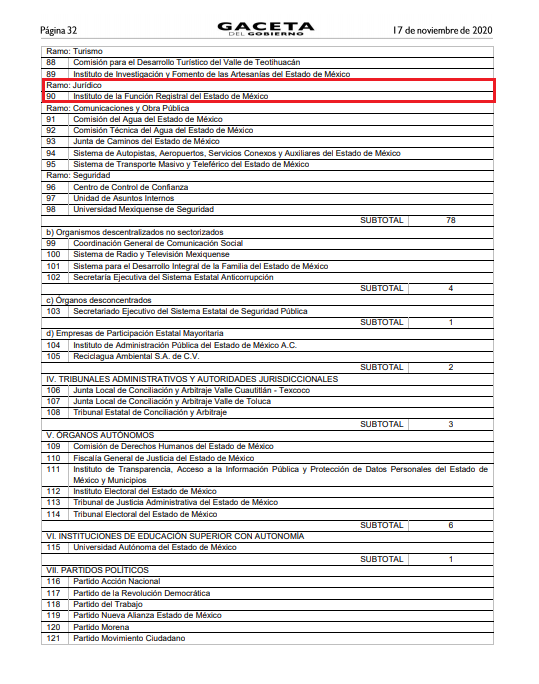 Página 32
GACETA
DEL GOBIERNO
17 de noviembre de 2020
Ramo: Turismo
88 Comisión para el Desarrollo Turístico del Valle de Teotihuacán
89 Instituto de Investigación y Fomento de las Artesanías del Estado de México
Ramo: Jurídico
90 Instituto de la Función Registral del Estado de México
Ramo: Comunicaciones y Obra Pública
91 Comisión del Agua del Estado de México
92 Comisión Técnica del Agua del Estado de México
93 Junta de Caminos del Estado de México
94 Sistema de Autopistas, Aeropuertos, Servicios Conexos y Auxiliares del Estado de México
95 Sistema de Transporte Masivo y Teleférico del Estado de México
Ramo: Seguridad
96 Centro de Control de Confianza
97 Unidad de Asuntos Internos
98 Universidad Mexiquense de Seguridad
SUBTOTAL 78
b) Organismos descentralizados no sectorizados
99 Coordinación General de Comunicación Social
100 Sistema de Radio y Televisión Mexiquense
101 Sistema para el Desarrollo Integral de la Familia del Estado de México
102 Secretaría Ejecutiva del Sistema Estatal Anticorrupción
SUBTOTAL 4
c) Órganos desconcentrados
103 Secretariado Ejecutivo del Sistema Estatal de Seguridad Pública
SUBTOTAL 1
d) Empresas de Participación Estatal Mayoritaria
104 Instituto de Administración Pública del Estado de México A.C.
105 Reciclagua Ambiental S.A. de C.V.
SUBTOTAL 2
IV. TRIBUNALES ADMINISTRATIVOS Y AUTORIDADES JURISDICCIONALES
106 Junta Local de Conciliación y Arbitraje Valle Cuautitlán - Texcoco
107 Junta Local de Conciliación y Arbitraje Valle de Toluca
108 Tribunal Estatal de Conciliación y Arbitraje
SUBTOTAL 3
V. ÓRGANOS AUTÓNOMOS
109 Comisión de Derechos Humanos del Estado de México
110 Fiscalía General de Justicia del Estado de México
111 Instituto de Transparencia, Acceso a la Información Pública y Protección de Datos Personales del Estado de
México y Municipios
112 Instituto Electoral del Estado de México
113 Tribunal de Justicia Administrativa del Estado de México
114 Tribunal Electoral del Estado de México
SUBTOTAL 6
VI. INSTITUCIONES DE EDUCACIÓN SUPERIOR CON AUTONOMÍA
115 Universidad Autónoma del Estado de México
SUBTOTAL 1
VII. PARTIDOS POLÍTICOS
116 Partido Acción Nacional
117 Partido de la Revolución Democrática
118 Partido del Trabajo
119 Partido Nueva Alianza Estado de México
120 Partido Morena
121 Partido Movimiento Ciudadano